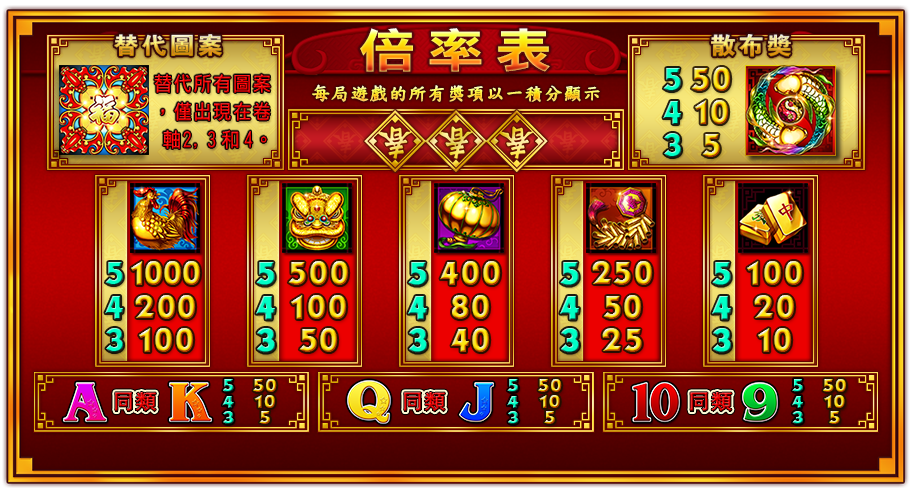 替代圖案
倍率表
散布獎
福
替代所有圖案
，僅出現在卷
軸2, 3和4。
每局遊戲的所有獎項以一積分顯示
春 春 春
5 50
4 10
3 5
中
5 1000
4 200
3 100
5 500
4 100
3 50
5 400
4 80
3 40
5 250
4 50
3 25
5 100
4 20
3 10
A 同類 K
5 50
4 10
3 5
Q 同類 J
5 50
4 10
3 5
10 同類 9
5 50
4 10
3 5